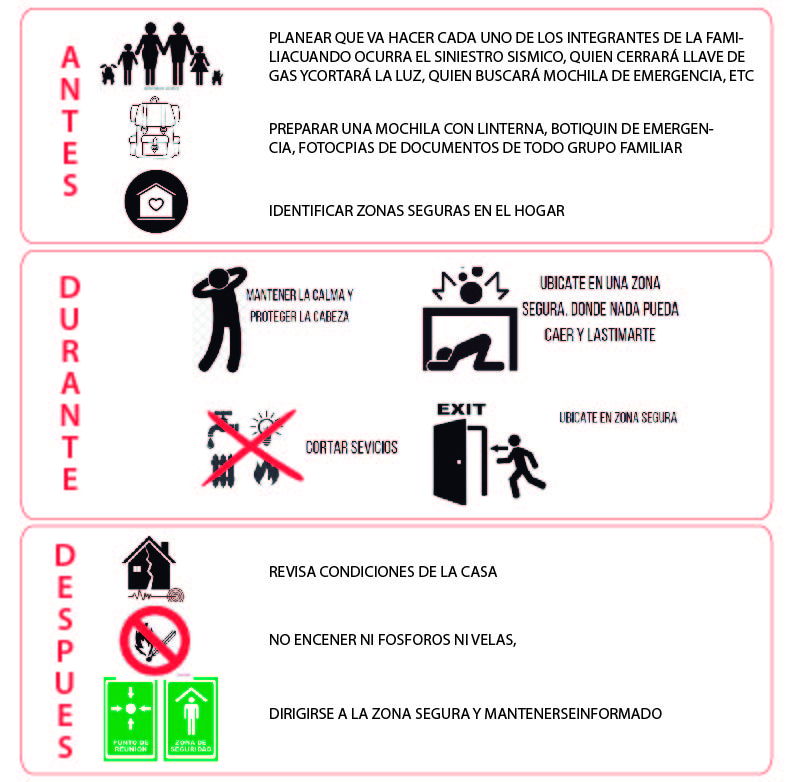 ANTES
PLANEAR QUE VA HACER CADA UNO DE LOS INTEGRANTES DE LA FAMI-
LIACUANDO OCURRA EL SINIESTRO SISMICO, QUIEN CERRARÁ LLAVE DE
GAS YCORTARÁ LA LUZ, QUIEN BUSCARÁ MOCHILA DE EMERGENCIA, ETC
PREPARAR UNA MOCHILA CON LINTERNA, BOTIQUIN DE EMERGEN-
CIA, FOTOCPIAS DE DOCUMENTOS DE TODO GRUPO FAMILIAR
IDENTIFICAR ZONAS SEGURAS EN EL HOGAR
DURANTE
MANTENER LA CALMA Y
PROTEGER LA CABEZA
UBICATE EN UNA ZONA
SEGURA, DONDE NADA PUEDA
CAER Y LASTIMARTE
CORTAR SEVICIOS
EXIT
UBICATE EN ZONA SEGURA
DESPUES
REVISA CONDICIONES DE LA CASA
NO ENCENER NI FOSFOROS NI VELAS,
PUNTO DE
REUNION
ZONA DE
SEGURIDAD
DIRIGIRSE A LA ZONA SEGURA Y MANTENERSEINFORMADO